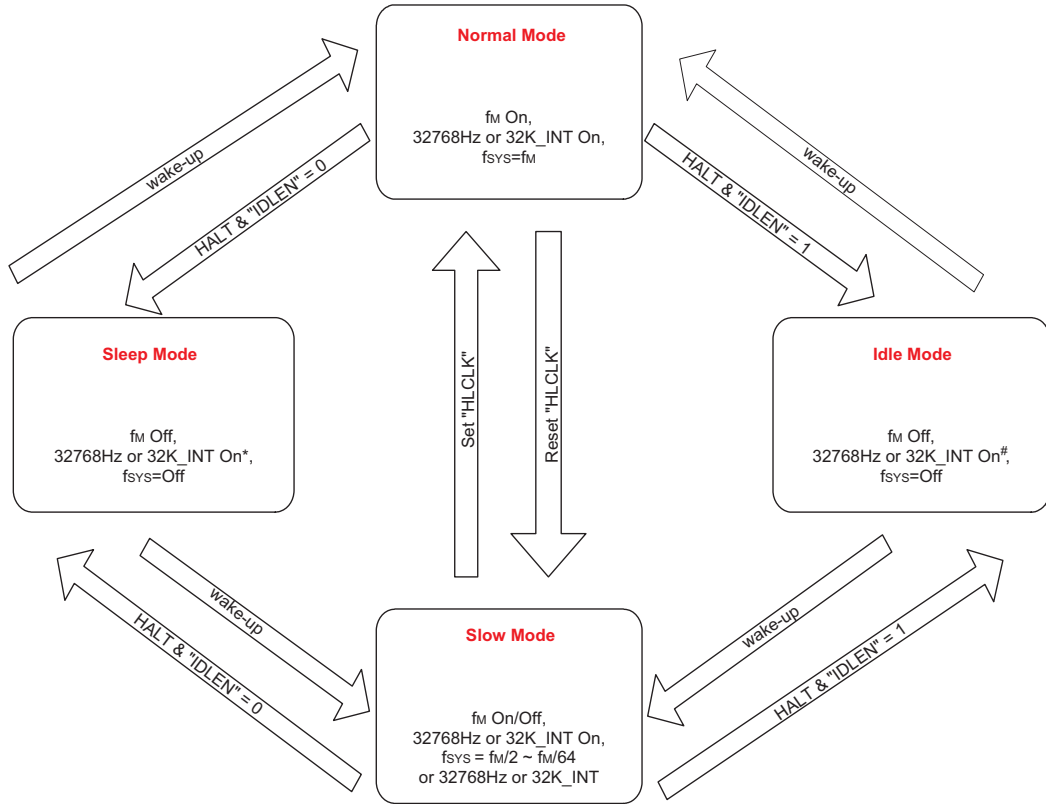 Normal Mode
fM On,
32768Hz or 32K_INT On,
fSYS=fM
wake-up
HALT & "IDLEN" = 0
HALT & "IDLEN" = 1
wake-up
Sleep Mode
fM Off,
32768Hz or 32K_INT On*,
fSYS=Off
Set "HLCLK"
Reset "HLCLK"
Idle Mode
fM Off,
32768Hz or 32K_INT On#,
fSYS=Off
wake-up
HALT & "IDLEN" = 0
wake-up
HALT & "IDLEN" = 1
Slow Mode
fM On/Off,
32768Hz or 32K_INT On,
fSYS = fM/2 ~ fM/64
or 32768Hz or 32K_INT